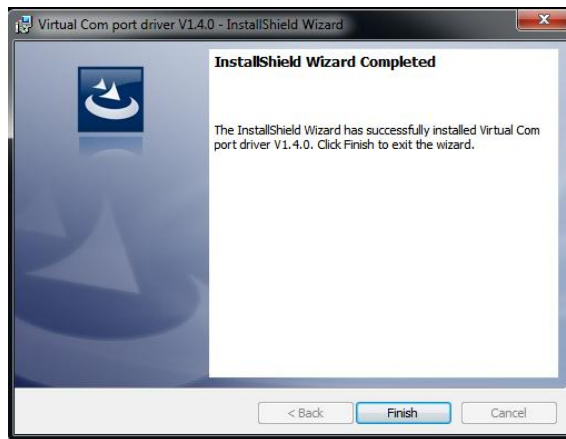 Virtual Com port driver V1.4.0 - InstallShield Wizard
InstallShield Wizard Completed
The InstallShield Wizard has successfully installed Virtual Com
port driver V1.4.0. Click Finish to exit the wizard.
< Back
Finish
Cancel